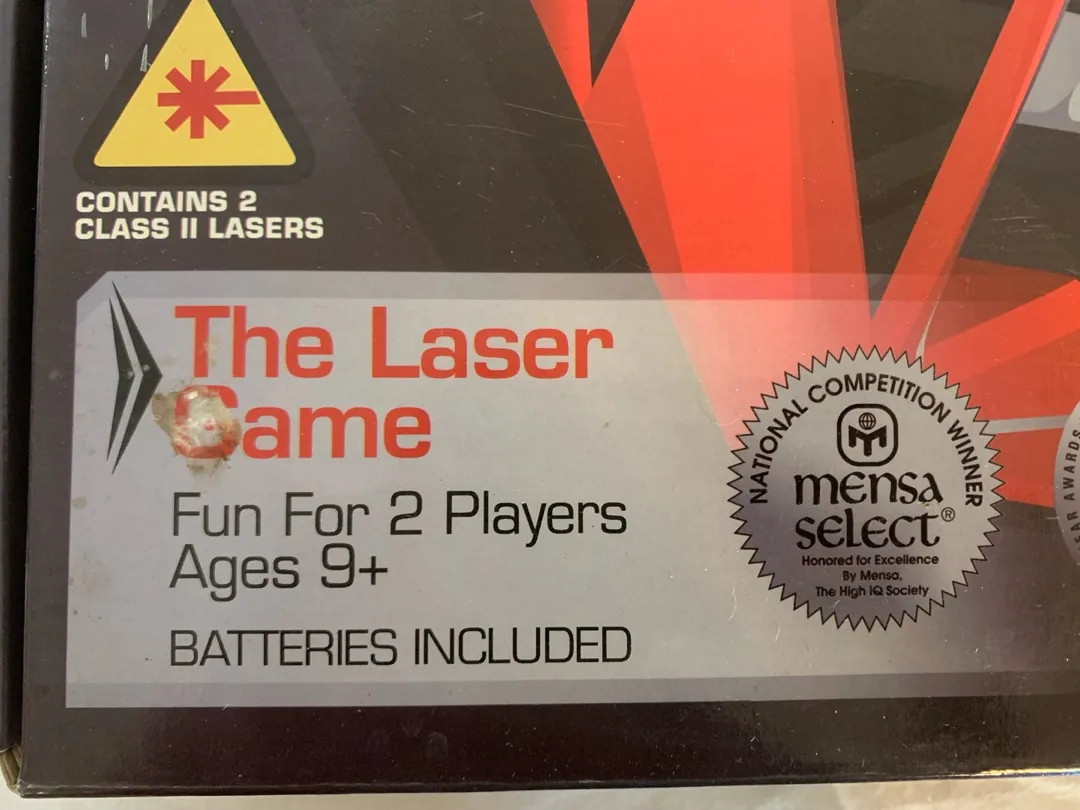 CONTAINS 2
CLASS II LASERS
The Laser
Game
Fun For 2 Players
Ages 9+
BATTERIES INCLUDED
NATIONAL COMPETITION WINNER
mensa
select®
Honored for Excellence
By Mensa,
The High IQ Society
AWARDS